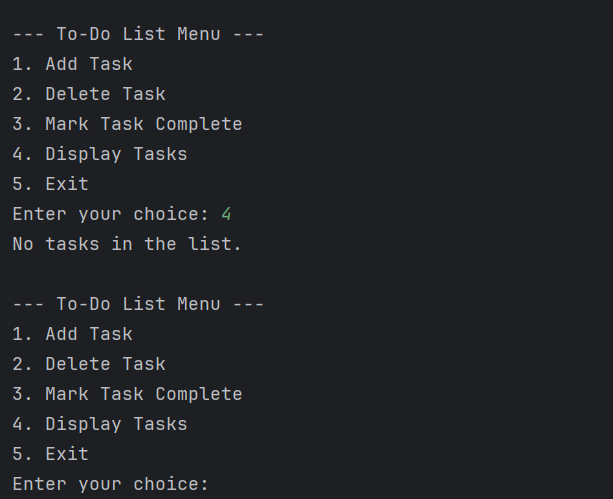 --- To-Do List Menu ---
1. Add Task
2. Delete Task
3. Mark Task Complete
4. Display Tasks
5. Exit
Enter your choice: 4
No tasks in the list.
--- To-Do List Menu ---
1. Add Task
2. Delete Task
3. Mark Task Complete
4. Display Tasks
5. Exit
Enter your choice: